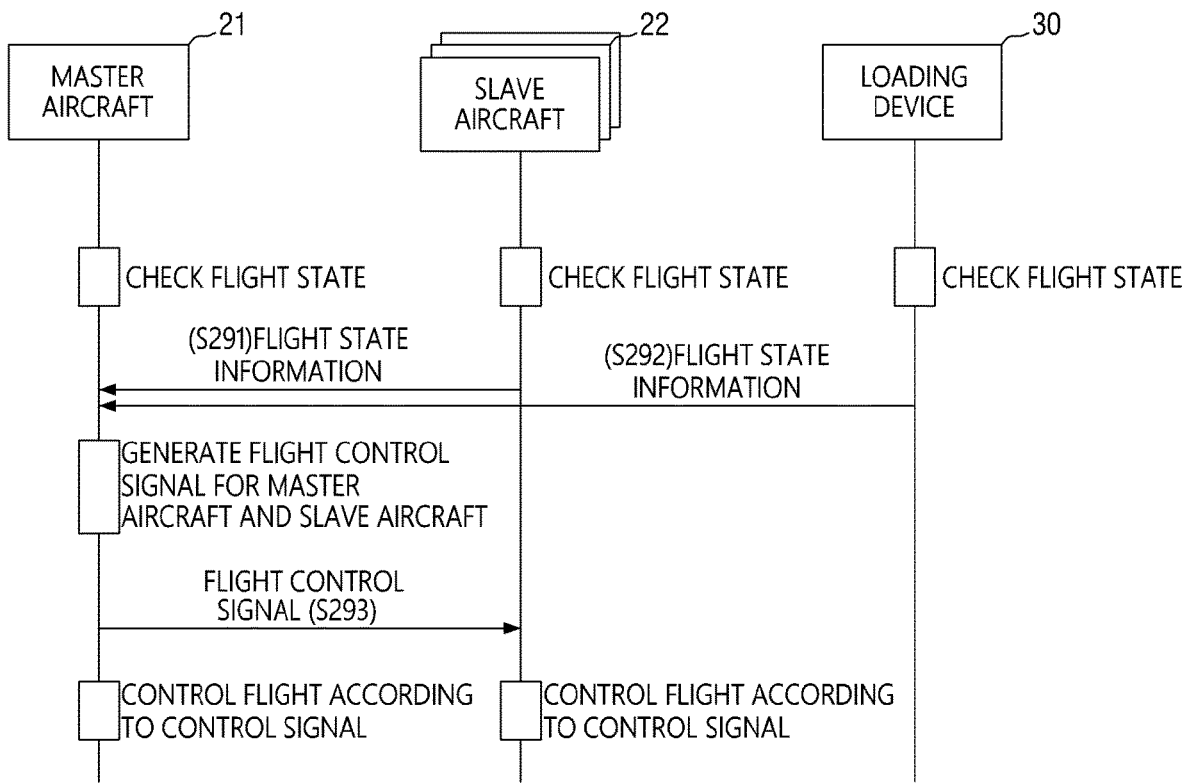 21
22
30
MASTER
AIRCRAFT
SLAVE
AIRCRAFT
LOADING
DEVICE
CHECK FLIGHT STATE
CHECK FLIGHT STATE
CHECK FLIGHT STATE
(S291)FLIGHT STATE
INFORMATION
(S292)FLIGHT STATE
INFORMATION
GENERATE FLIGHT CONTROL
SIGNAL FOR MASTER
AIRCRAFT AND SLAVE AIRCRAFT
FLIGHT CONTROL
SIGNAL (S293)
CONTROL FLIGHT ACCORDING
TO CONTROL SIGNAL
CONTROL FLIGHT ACCORDING
TO CONTROL SIGNAL